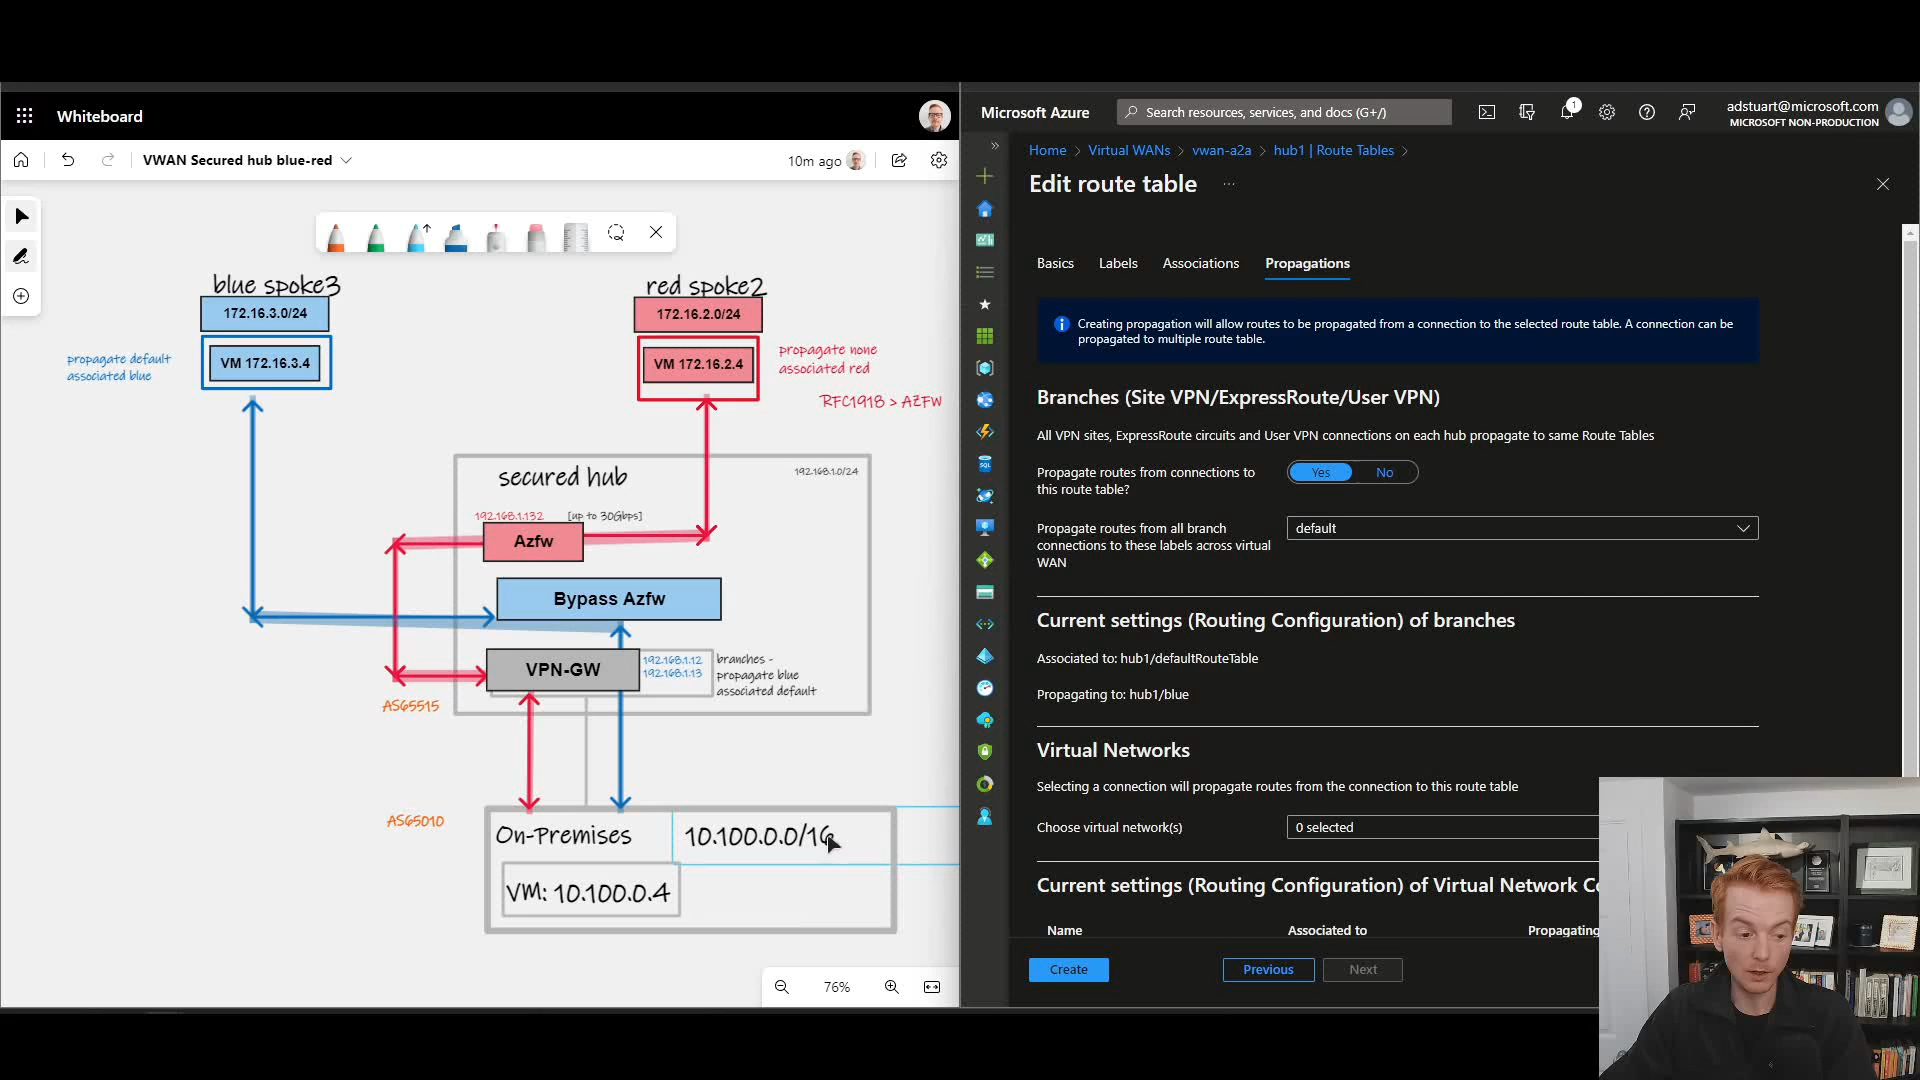 Whiteboard
VWAN Secured hub blue-red
10m ago
blue spoke3
172.16.3.0/24
VM 172.16.3.4
propagate default
associated blue
red spoke2
172.16.2.0/24
VM 172.16.2.4
propagate none
associated red
RFC1918 > AZFW
secured hub
192.168.1.0/24
192.168.1.132
[up to 30Gbps]
Azfw
Bypass Azfw
VPN-GW
192.168.1.12
192.168.1.13
branches -
propagate blue
associated default
AS65515
AS65010
On-Premises
10.100.0.0/16
VM: 10.100.0.4
76%
Microsoft Azure
Search resources, services, and docs (G+/)
1
adstuart@microsoft.com
MICROSOFT NON-PRODUCTION
Home > Virtual WANs > vwan-a2a > hub1 | Route Tables >
Edit route table ...
Basics
Labels
Associations
Propagations
Creating propagation will allow routes to be propagated from a connection to the selected route table. A connection can be
propagated to multiple route table.
Branches (Site VPN/ExpressRoute/User VPN)
All VPN sites, ExpressRoute circuits and User VPN connections on each hub propagate to same Route Tables
Propagate routes from connections to
this route table?
Yes
No
Propagate routes from all branch
connections to these labels across virtual
WAN
default
Current settings (Routing Configuration) of branches
Associated to: hub1/defaultRouteTable
Propagating to: hub1/blue
Virtual Networks
Selecting a connection will propagate routes from the connection to this route table
Choose virtual network(s)
0 selected
Current settings (Routing Configuration) of Virtual Network Co
Name
Associated to
Propagating
Create
Previous
Next